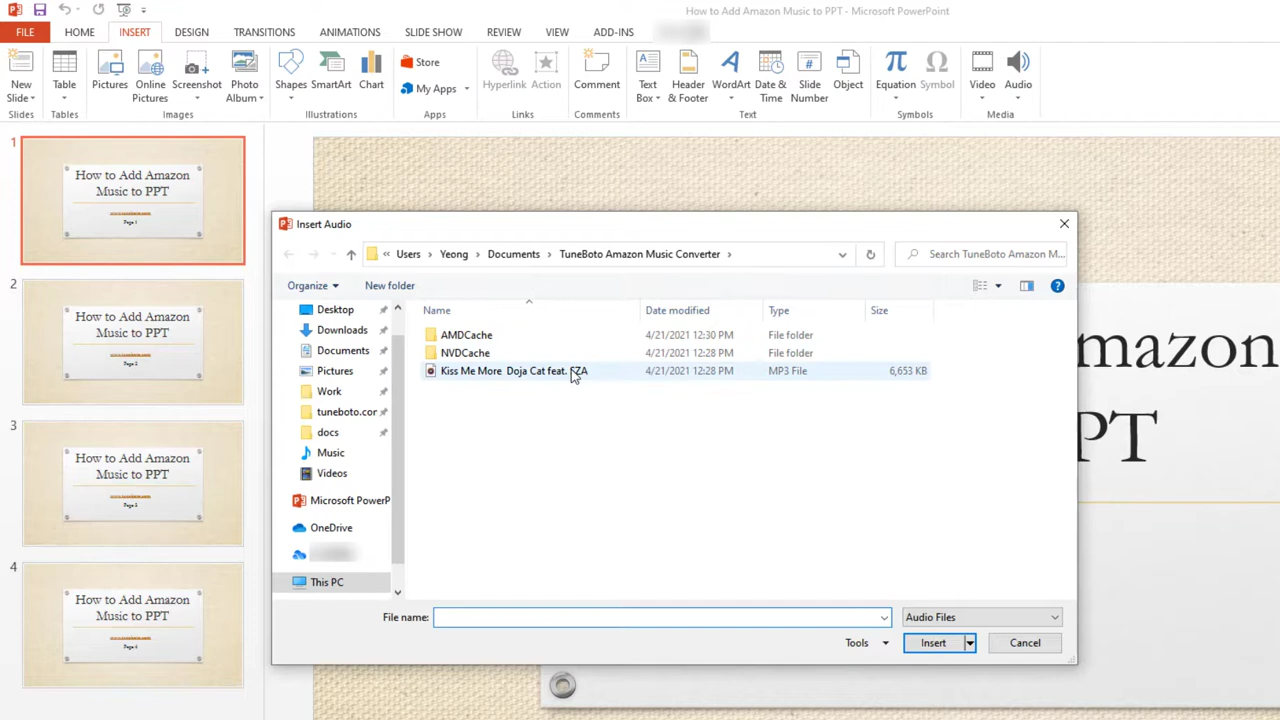 How to Add Amazon Music to PPT - Microsoft PowerPoint
FILE HOME INSERT DESIGN TRANSITIONS ANIMATIONS SLIDE SHOW REVIEW VIEW ADD-INS
New Slide
Table
Pictures
Online Pictures
Screenshot
Photo Album
Shapes
SmartArt
Chart
Store
My Apps
Hyperlink
Action
Comment
Text Box
Header & Footer
WordArt
Date & Time
Slide Number
Object
Equation
Symbol
Video
Audio
Slides Tables Images Illustrations Apps Links Comments Text Symbols Media
1
How to Add Amazon
Music to PPT
Page 1
2
How to Add Amazon
Music to PPT
3
How to Add Amazon
Music to PPT
4
How to Add Amazon
Music to PPT
mazon
PT
Insert Audio
« Users > Yeong > Documents > TuneBoto Amazon Music Converter >
Search TuneBoto Amazon M...
Organize
New folder
Desktop
Downloads
Documents
Pictures
Work
tuneboto.cor
docs
Music
Videos
Microsoft PowerP
OneDrive
This PC
Name Date modified Type Size
AMDCache 4/21/2021 12:30 PM File folder
NVDCache 4/21/2021 12:28 PM File folder
Kiss Me More Doja Cat feat. ZA 4/21/2021 12:28 PM MP3 File 6,653 KB
File name:
Audio Files
Tools
Insert
Cancel